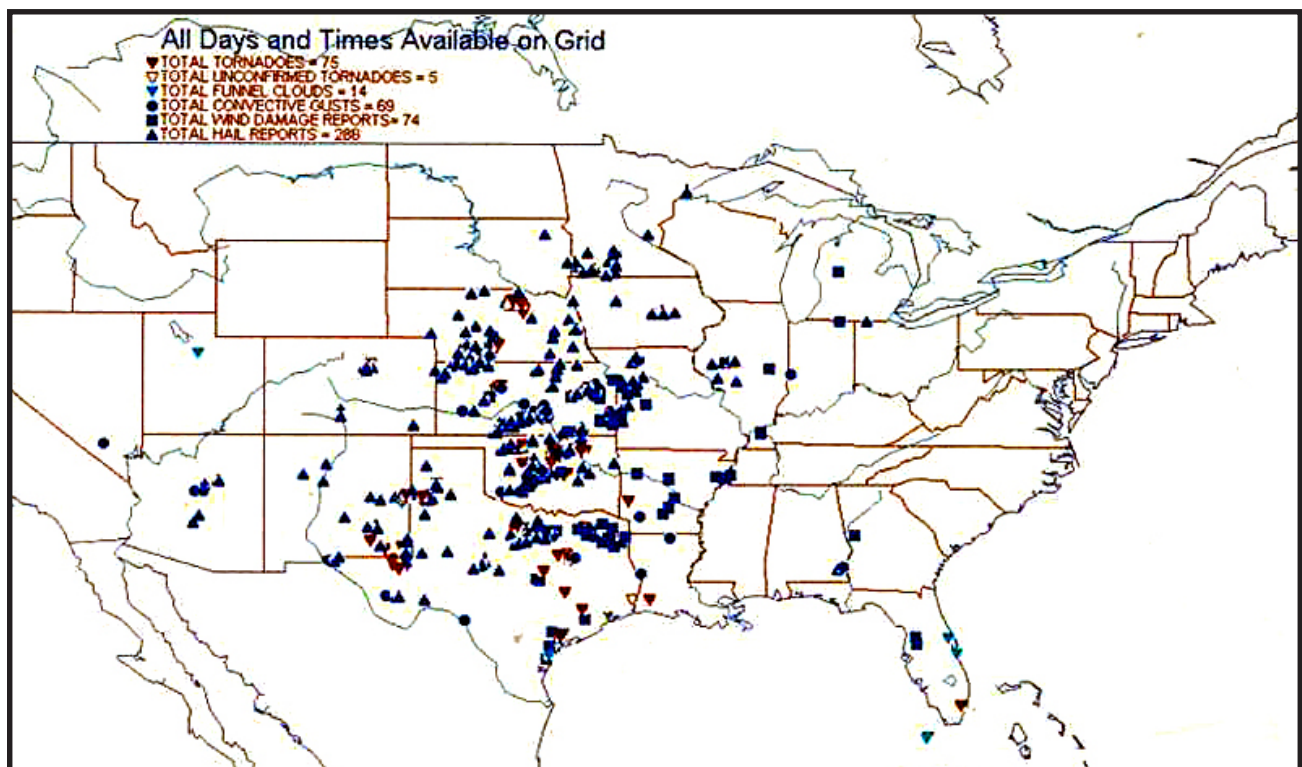 All Days and Times Available on Grid
TOTAL TORNADOES = 75
TOTAL UNCONFIRMED TORNADOES = 5
TOTAL FUNNEL CLOUDS = 14
TOTAL CONVECTIVE GUSTS = 69
TOTAL WIND DAMAGE REPORTS= 74
TOTAL HAIL REPORTS = 288